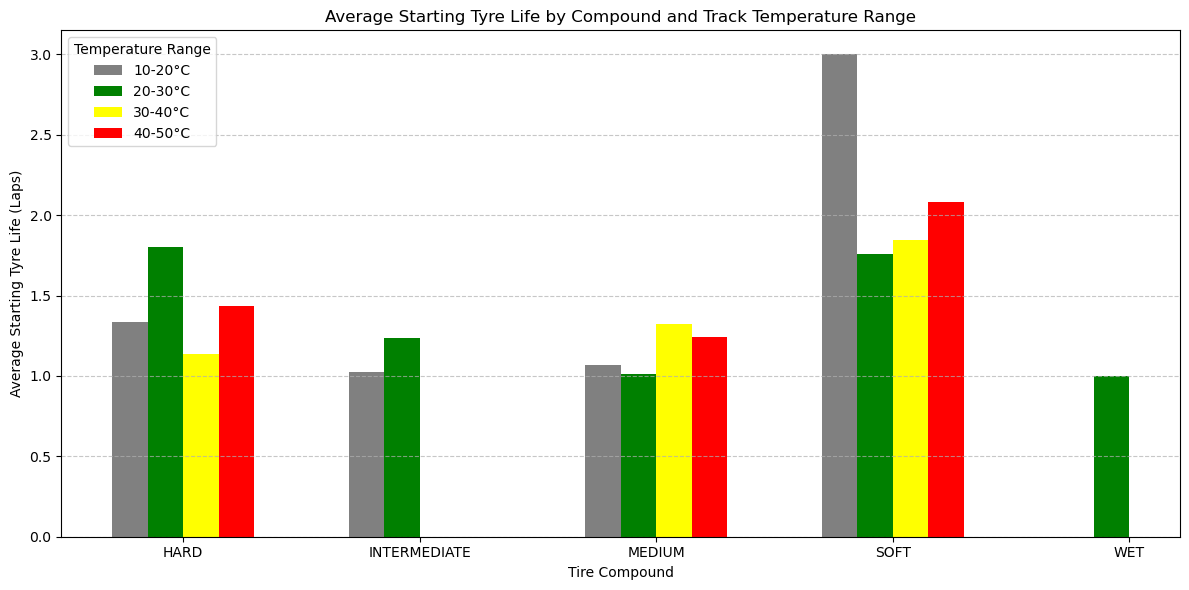 Average Starting Tyre Life by Compound and Track Temperature Range
Temperature Range
10-20°C
20-30°C
30-40°C
40-50°C
Average Starting Tyre Life (Laps)
3.0
2.5
2.0
1.5
1.0
0.5
0.0
HARD INTERMEDIATE MEDIUM SOFT WET
Tire Compound